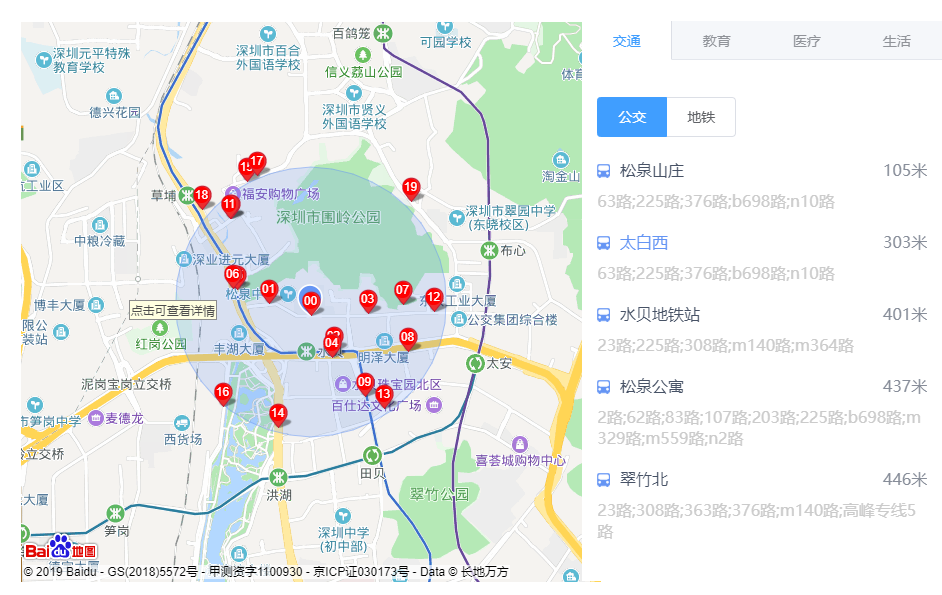 百鸽笼
可园学校
深圳元平特殊
教育学校
深圳市百合
外国语学校
信义荔山公园
体育
德兴花园
深圳市贤义
外国语学校
淘金山
工业区
17
19
18
11
草埔
福安购物广场
深圳市围岭公园
深圳市翠园中学
(东晓校区)
中粮冷藏
布心
深业进元大厦
06
01
00
03
07
12
松泉中
工业大厦
博丰大厦
点击可查看详情
公交集团综合楼
限公
装站
红岗公园
丰湖大厦
04
08
明泽大厦
太安
泥岗宝岗立交桥
16
09
13
珠宝园北区
14
百仕达文化广场
市笋岗中学
麦德龙
西货场
立交桥
喜荟城购物中心
田贝
洪湖
翠竹公园
大厦
笋岗
深圳中学
(初中部)
Bai du 地图
© 2019 Baidu - GS(2018)5572号 - 甲测资字1100930 - 京ICP证030173号 - Data © 长地万方
交通 教育 医疗 生活
公交 地铁
松泉山庄 105米
63路;225路;376路;b698路;n10路
太白西 303米
63路;225路;376路;b698路;n10路
水贝地铁站 401米
23路;225路;308路;m140路;m364路
松泉公寓 437米
2路;62路;83路;107路;203路;225路;b698路;m
329路;m559路;n2路
翠竹北 446米
23路;308路;363路;376路;m140路;高峰专线5
路